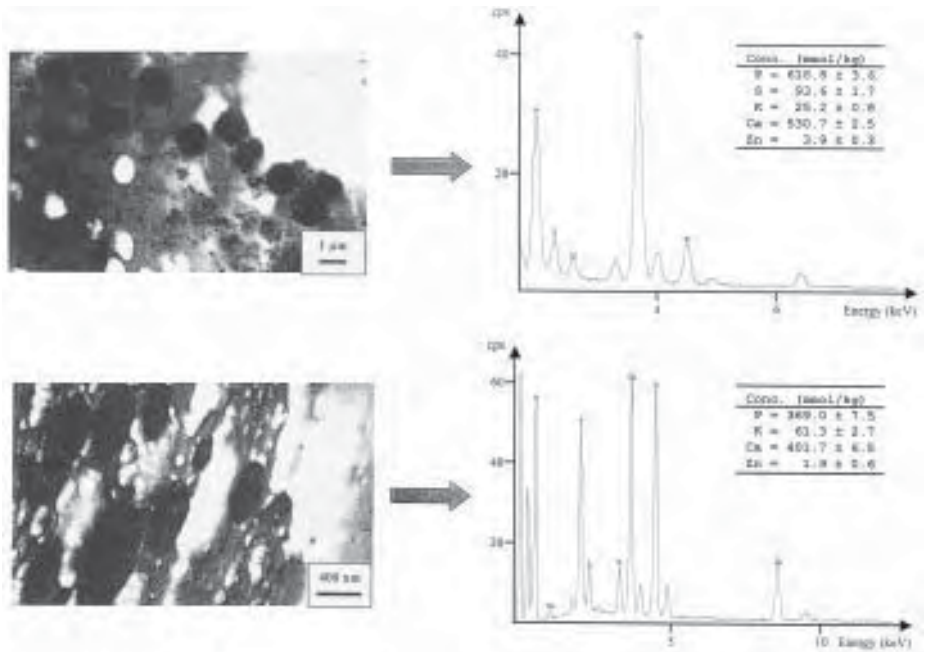 cps
40
20
4
6
Energy (keV)
Conc. (mmol/kg)
P = 618.8 ± 3.6
S = 93.6 ± 1.7
K = 25.2 ± 0.8
Ca = 530.7 ± 2.5
Zn = 3.9 ± 0.3
1 µm
cps
60
40
20
5
10 Energy (keV)
Conc. (mmol/kg)
P = 369.0 ± 7.5
K = 61.3 ± 2.7
Ca = 401.7 ± 6.8
Zn = 1.9 ± 0.6
400 nm